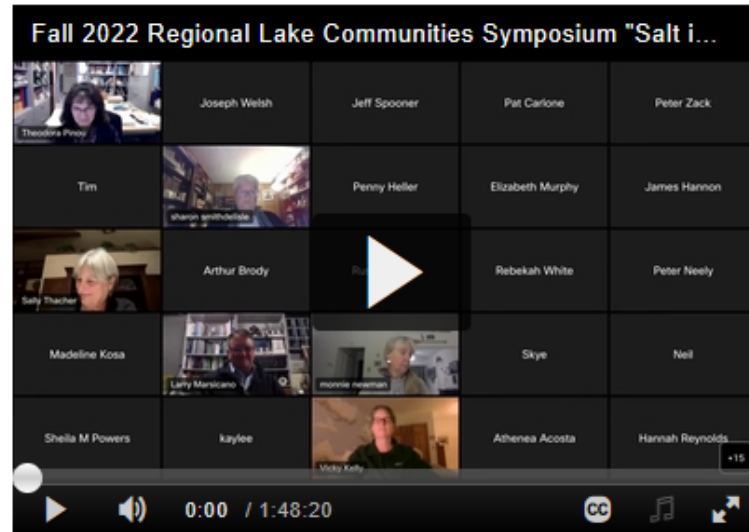 Fall 2022 Regional Lake Communities Symposium "Salt i...
Theodora Pinou
Joseph Welsh
Jeff Spooner
Pat Carlone
Peter Zack
Tim
sharon smithdelisle
Penny Heller
Elizabeth Murphy
James Hannon
Sally Thacher
Arthur Brody
Rebekah White
Peter Neely
Madeline Kosa
Larry Marsicano
monnie newman
Skye
Neil
Sheila M Powers
kaylee
Vicky Kelly
Athenea Acosta
Hannah Reynolds
+15
0:00 / 1:48:20
CC